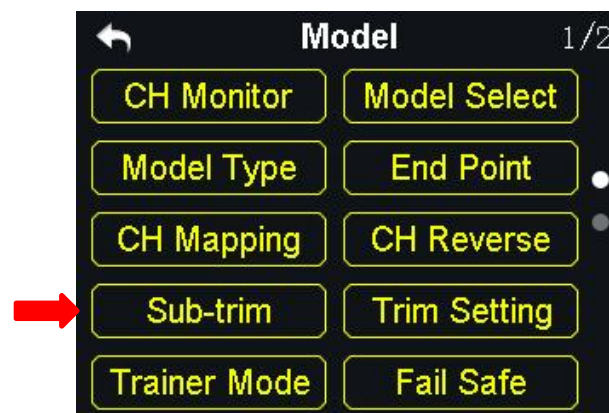 Model 1/2
CH Monitor Model Select
Model Type End Point
CH Mapping CH Reverse
Sub-trim Trim Setting
Trainer Mode Fail Safe